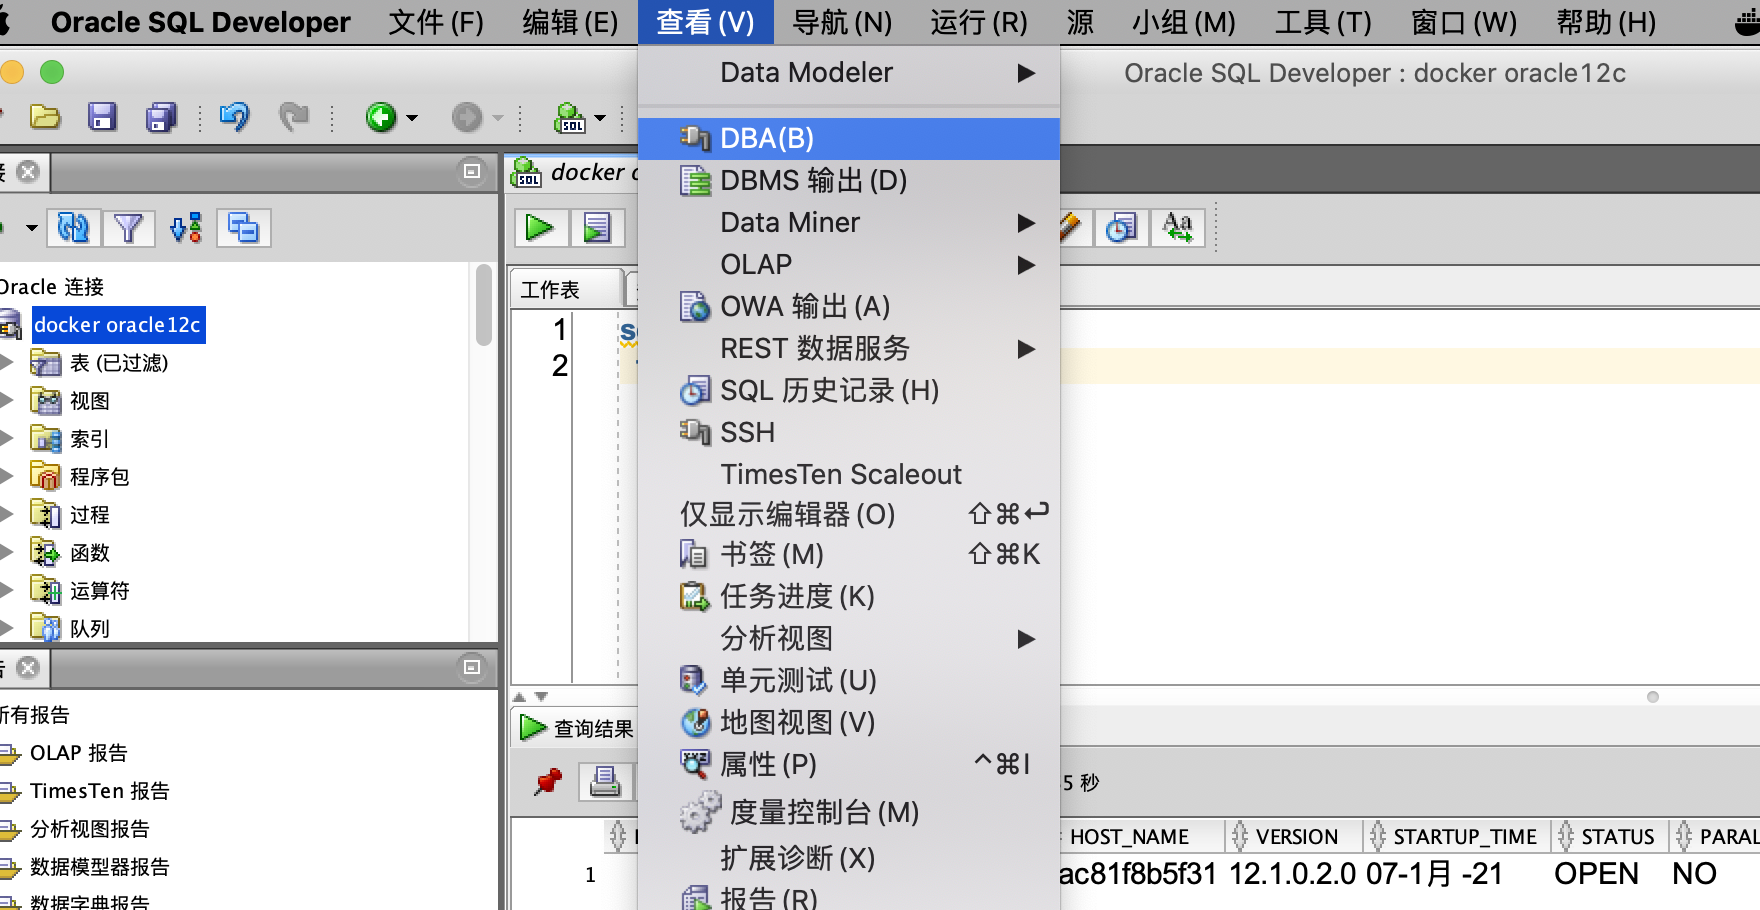 Oracle SQL Developer 文件(F) 编辑(E) 查看(V) 导航(N) 运行(R) 源 小组(M) 工具(T) 窗口(W) 帮助(H)
Oracle SQL Developer : docker oracle12c
Data Modeler
DBA(B)
DBMS 输出(D)
Data Miner
OLAP
OWA 输出(A)
REST 数据服务
SQL 历史记录(H)
SSH
TimesTen Scaleout
仅显示编辑器(O) ⇧⌘↩
书签(M) ⇧⌘K
任务进度(K)
分析视图
单元测试(U)
地图视图(V)
属性(P) ^⌘I
度量控制台(M)
扩展诊断(X)
报告(R)
Oracle 连接
docker oracle12c
表 (已过滤)
视图
索引
程序包
过程
函数
运算符
队列
所有报告
OLAP 报告
TimesTen 报告
分析视图报告
数据模型器报告
数据字典报告
SQL
docker
工作表
1
2
查询结果
5 秒
HOST_NAME VERSION STARTUP_TIME STATUS PARAL
1 ac81f8b5f31 12.1.0.2.0 07-1月 -21 OPEN NO